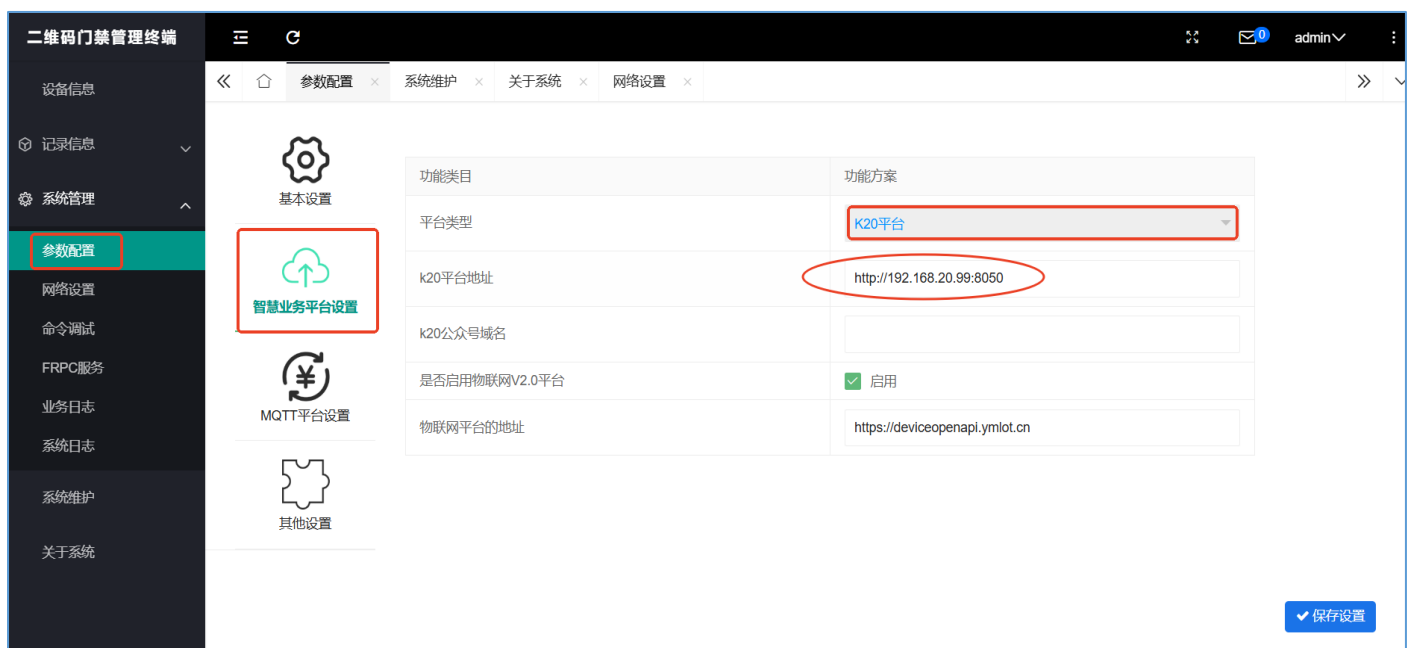 二维码门禁管理终端
0
admin
设备信息
记录信息
系统管理
参数配置
网络设置
命令调试
FRPC服务
业务日志
系统日志
系统维护
关于系统
参数配置 × 系统维护 × 关于系统 × 网络设置 ×
基本设置
智慧业务平台设置
MQTT平台设置
其他设置
功能类目 功能方案
平台类型 K20平台
k20平台地址 http://192.168.20.99:8050
k20公众号域名
是否启用物联网V2.0平台 启用
物联网平台的地址 https://deviceopenapi.ymlot.cn
保存设置